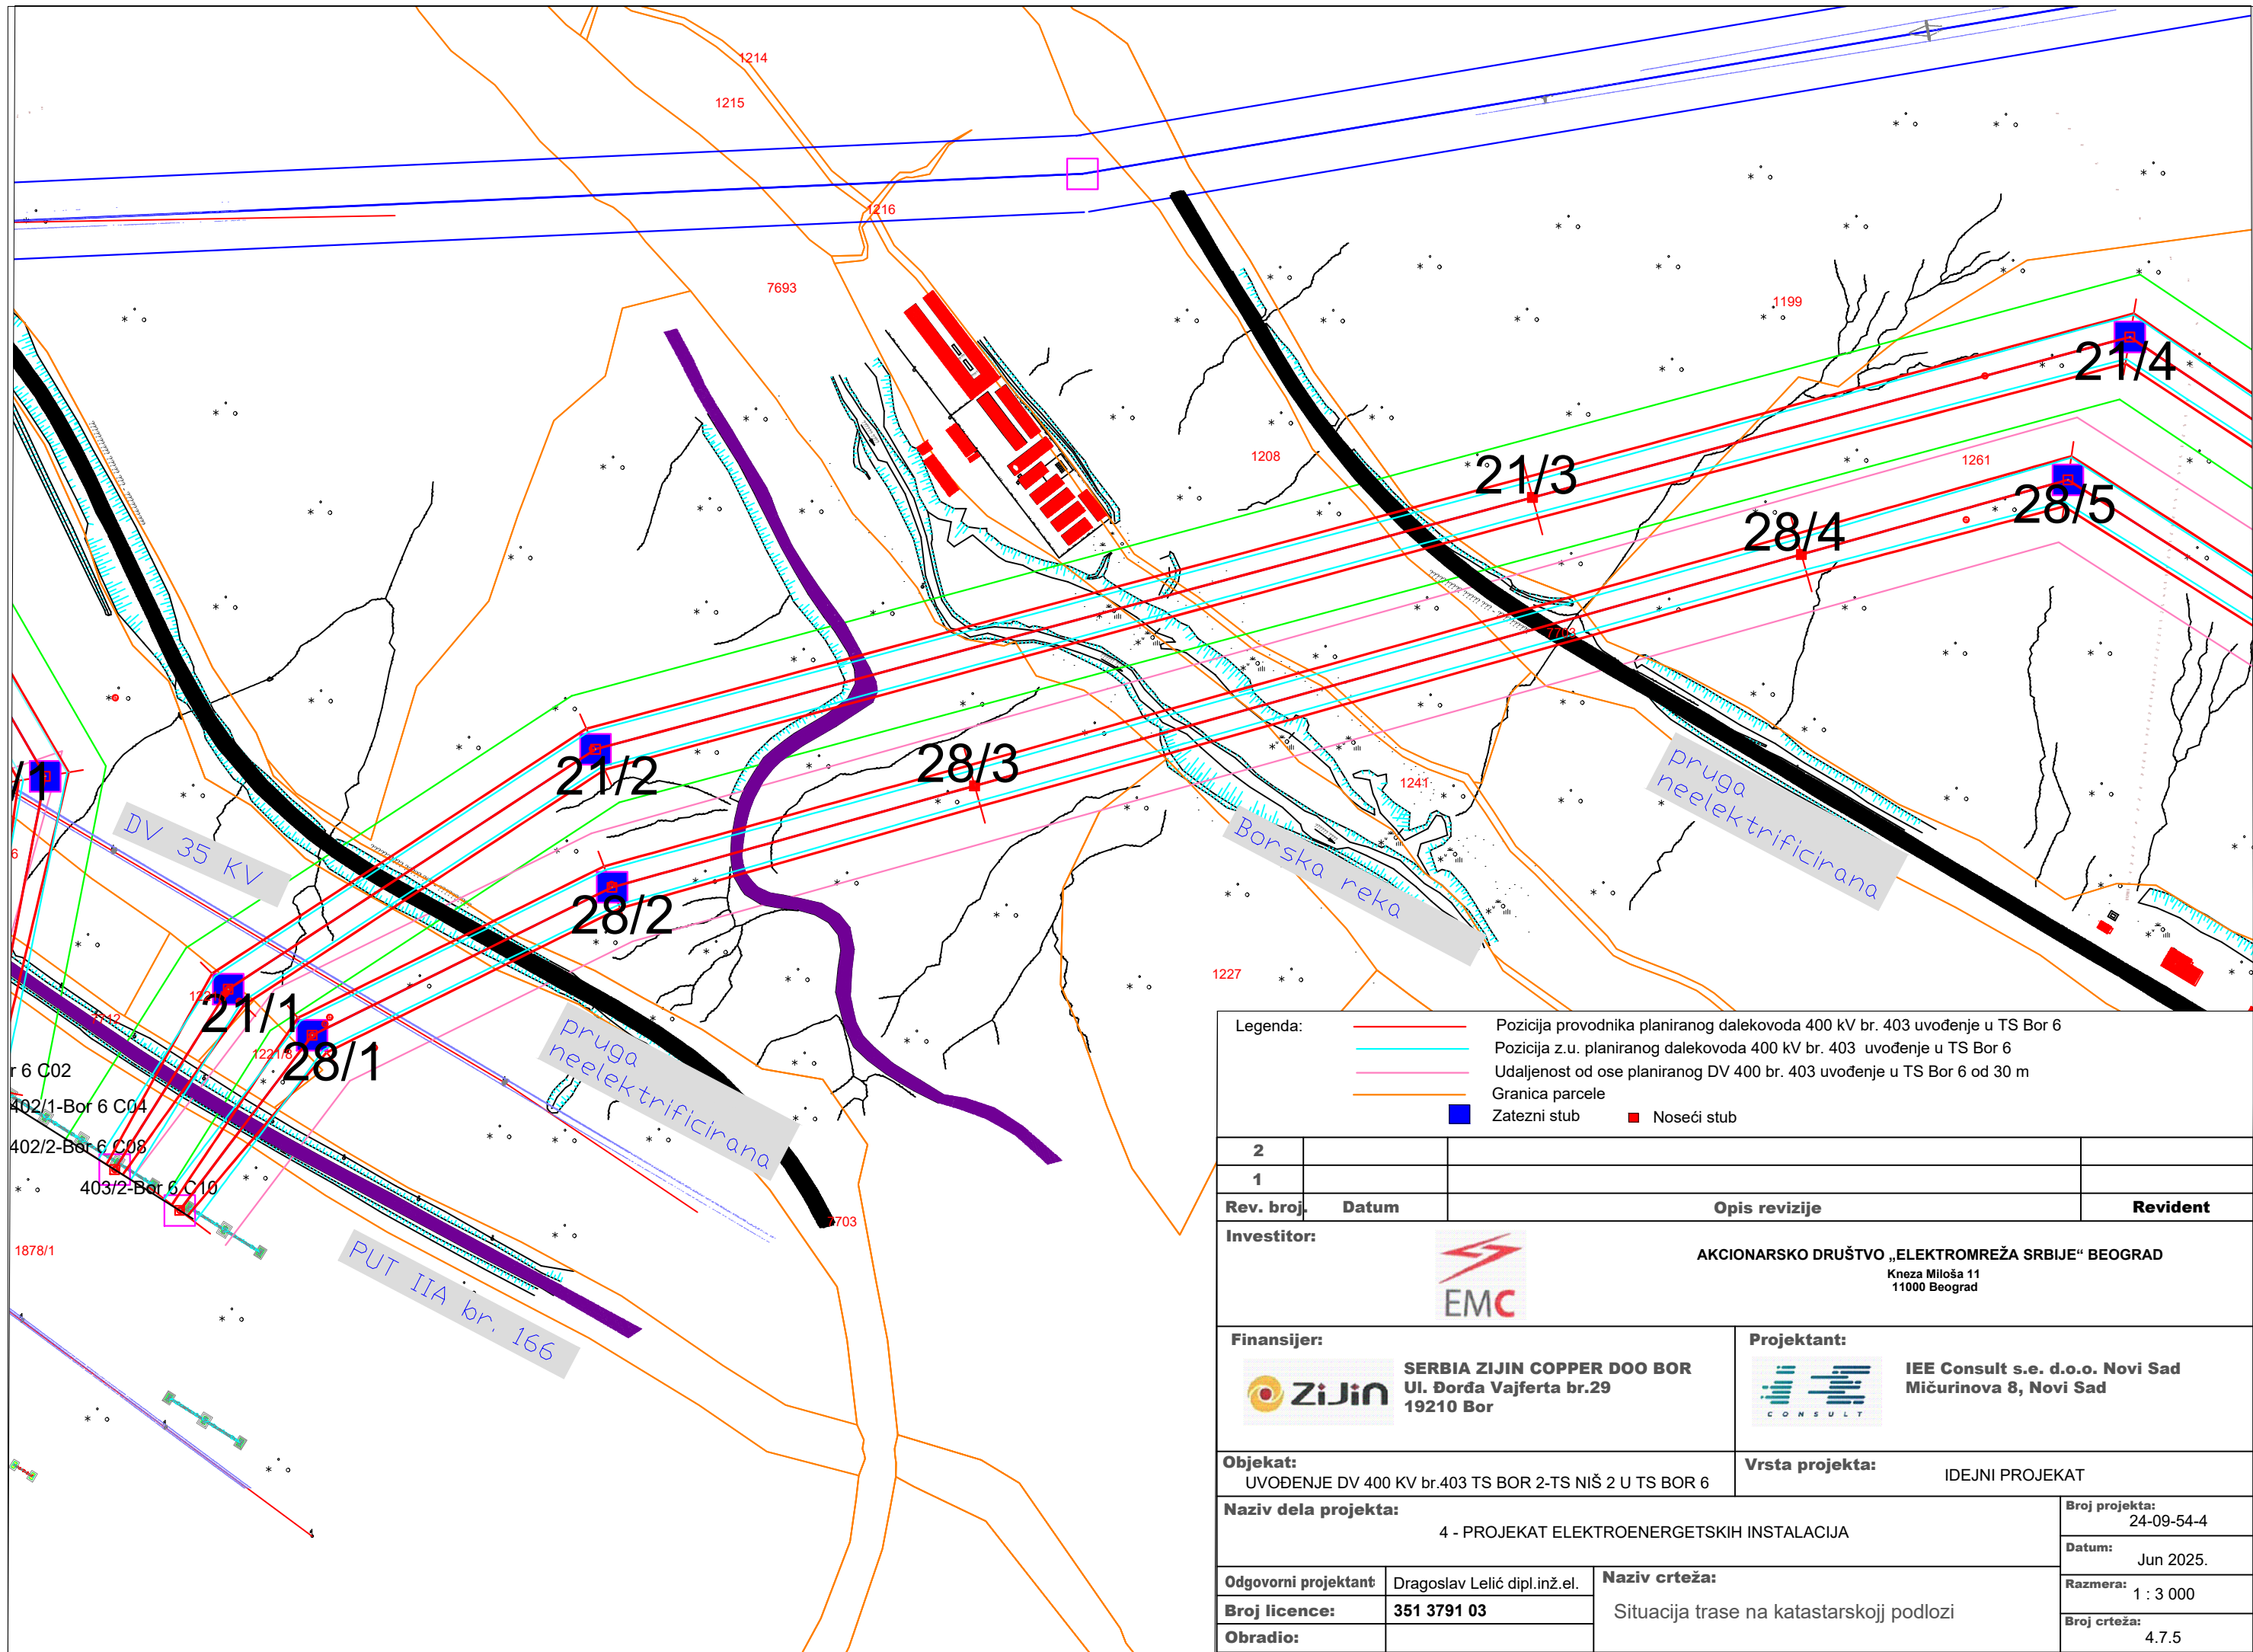 1214
1215
1216
7693
1199
21/4
1208
21/3
1261
28/5
28/4
7703
21/2
28/3
1241
pruga
neelektrificirana
/1
DV 35 KV
6
28/2
Borska reka
1227
21/1
7712
1221/8
28/1
pruga
neelektrificirana
r 6 C02
402/1-Bor 6 C04
402/2-Bor 6 C08
403/2-Bor 6 C10
7703
1878/1
PUT IIA br. 166
Legenda:
Pozicija provodnika planiranog dalekovoda 400 kV br. 403 uvođenje u TS Bor 6
Pozicija z.u. planiranog dalekovoda 400 kV br. 403 uvođenje u TS Bor 6
Udaljenost od ose planiranog DV 400 br. 403 uvođenje u TS Bor 6 od 30 m
Granica parcele
Zatezni stub Noseći stub
2
1
Rev. broj. Datum Opis revizije Revident
Investitor:
EMC
AKCIONARSKO DRUŠTVO „ELEKTROMREŽA SRBIJE“ BEOGRAD
Kneza Miloša 11
11000 Beograd
Finansijer:
ZiJin
SERBIA ZIJIN COPPER DOO BOR
Ul. Đorđa Vajferta br.29
19210 Bor
Projektant:
CONSULT
IEE Consult s.e. d.o.o. Novi Sad
Mičurinova 8, Novi Sad
Objekat:
UVOĐENJE DV 400 KV br.403 TS BOR 2-TS NIŠ 2 U TS BOR 6
Vrsta projekta:
IDEJNI PROJEKAT
Naziv dela projekta:
4 - PROJEKAT ELEKTROENERGETSKIH INSTALACIJA
Broj projekta:
24-09-54-4
Datum:
Jun 2025.
Odgovorni projektant Dragoslav Lelić dipl.inž.el.
Broj licence: 351 3791 03
Obradio:
Naziv crteža:
Situacija trase na katastarskojj podlozi
Razmera: 1 : 3 000
Broj crteža:
4.7.5